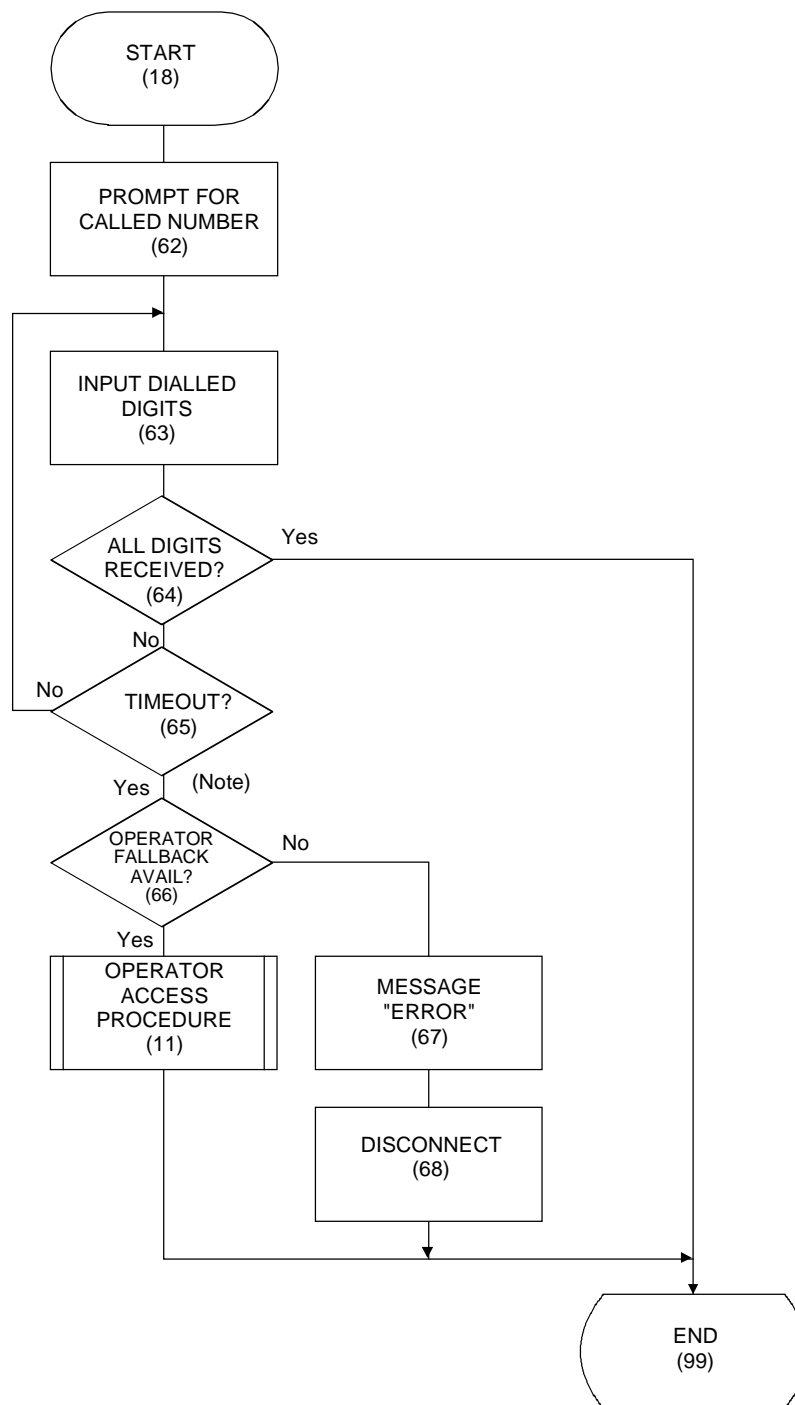 START
(18)
PROMPT FOR
CALLED NUMBER
(62)
INPUT DIALLED
DIGITS
(63)
ALL DIGITS
RECEIVED?
(64)
Yes
No
No
TIMEOUT?
(65)
Yes
(Note)
OPERATOR
FALLBACK
AVAIL?
(66)
No
Yes
OPERATOR
ACCESS
PROCEDURE
(11)
MESSAGE
"ERROR"
(67)
DISCONNECT
(68)
END
(99)